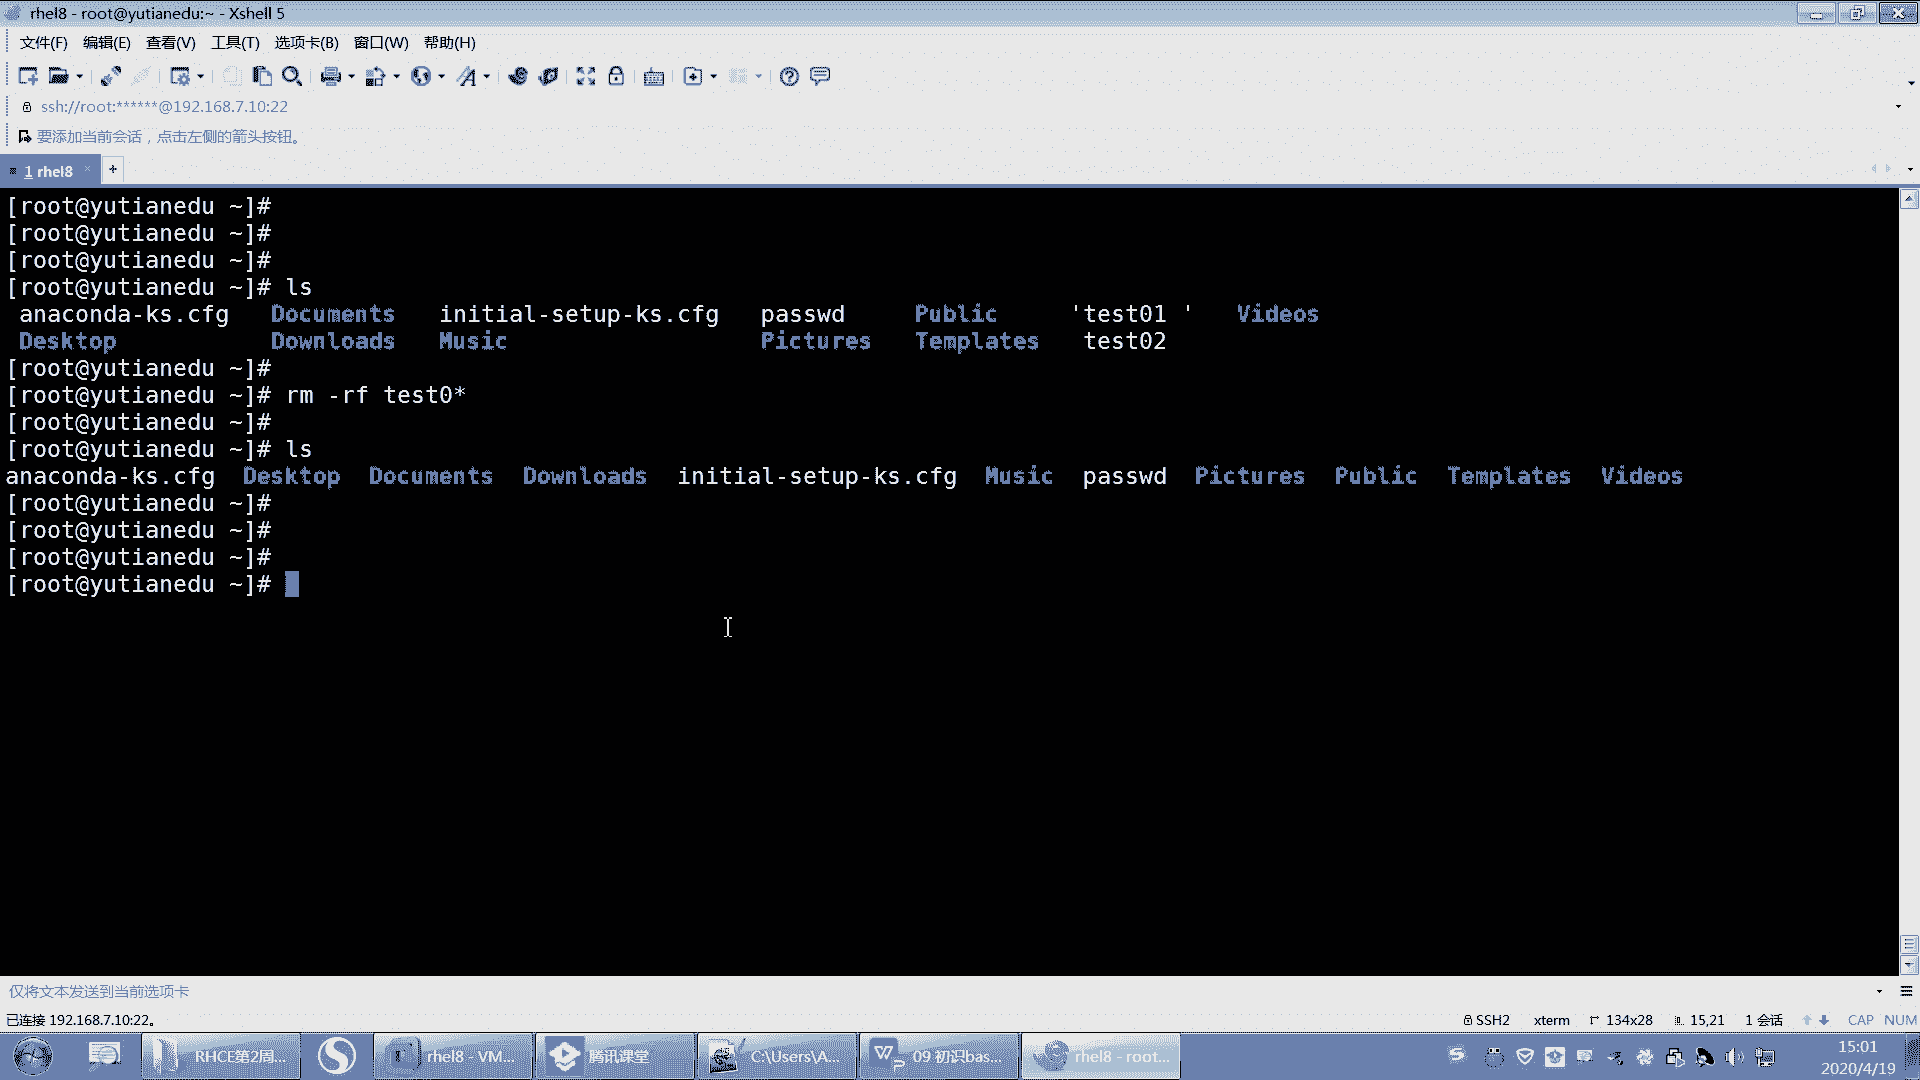 rhel8 - root@yutianedu:~ - Xshell 5
文件(F) 编辑(E) 查看(V) 工具(T) 选项卡(B) 窗口(W) 帮助(H)
ssh://root:******@192.168.7.10:22
要添加当前会话，点击左侧的箭头按钮。
1 rhel8
[root@yutianedu ~]#
[root@yutianedu ~]#
[root@yutianedu ~]#
[root@yutianedu ~]# ls
anaconda-ks.cfg Documents initial-setup-ks.cfg passwd Public 'test01 ' Videos
Desktop Downloads Music Pictures Templates test02
[root@yutianedu ~]#
[root@yutianedu ~]# rm -rf test0*
[root@yutianedu ~]#
[root@yutianedu ~]# ls
anaconda-ks.cfg Desktop Documents Downloads initial-setup-ks.cfg Music passwd Pictures Public Templates Videos
[root@yutianedu ~]#
[root@yutianedu ~]#
[root@yutianedu ~]#
[root@yutianedu ~]#
仅将文本发送到当前选项卡
已连接 192.168.7.10:22。 SSH2 xterm 134x28 15,21 1 会话 CAP NUM
RHCE第2周... rhel8 - VM... 腾讯课堂 C:\Users\A... 09 初识bas... rhel8 - root... 15:01
2020/4/19